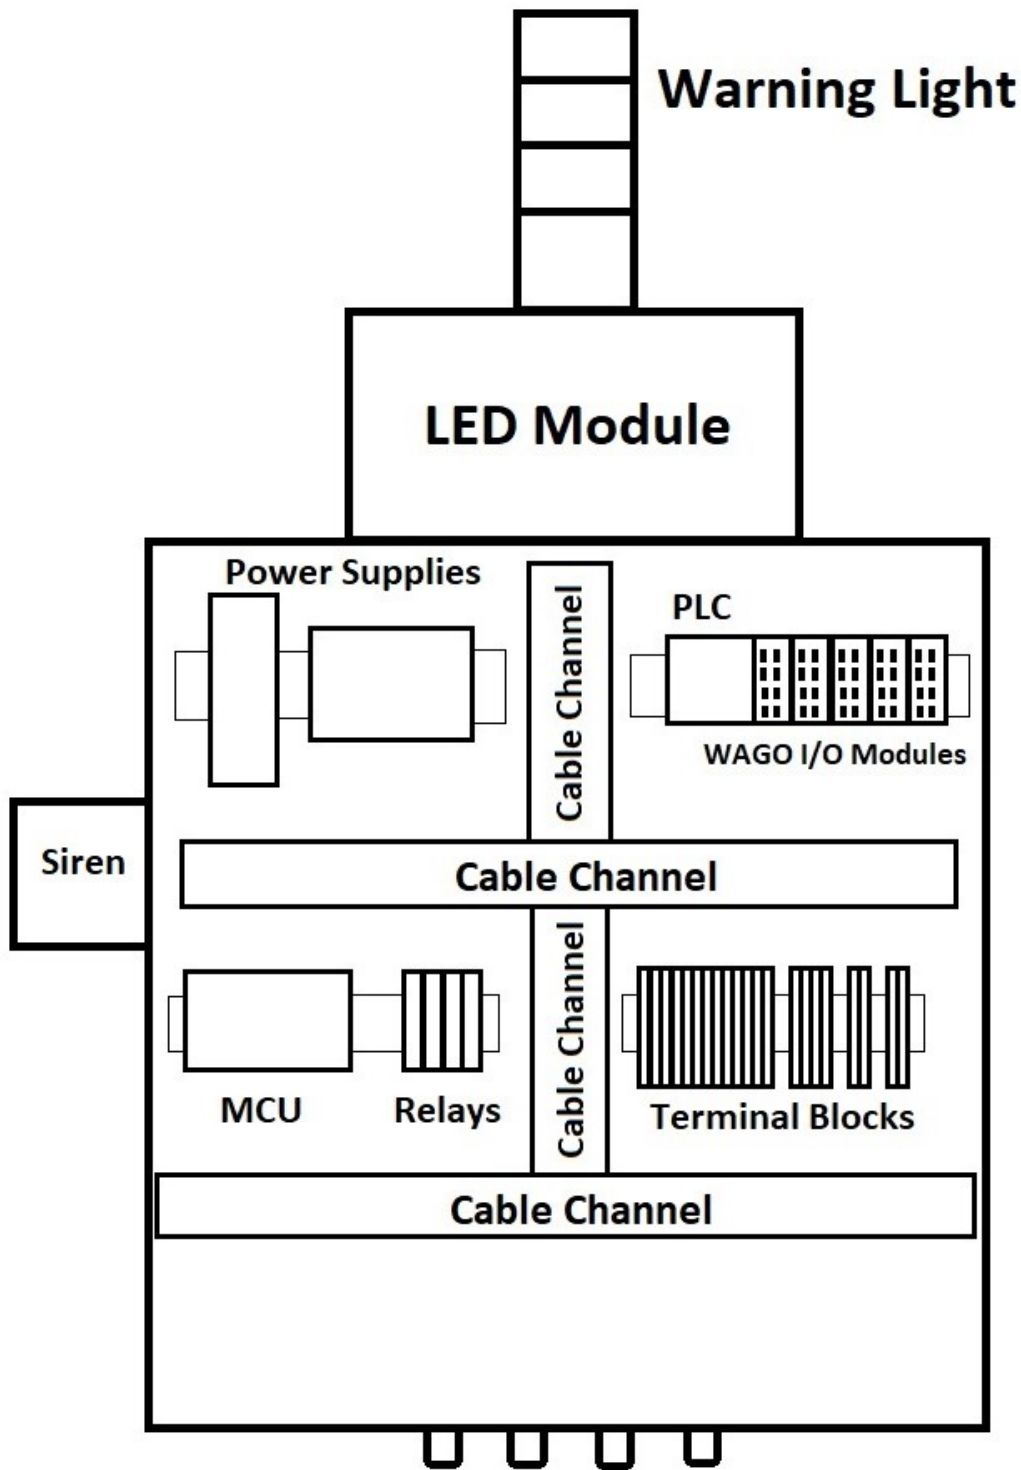 Warning Light
LED Module
Power Supplies
Cable Channel
PLC
WAGO I/O Modules
Siren
Cable Channel
MCU
Relays
Cable Channel
Terminal Blocks
Cable Channel